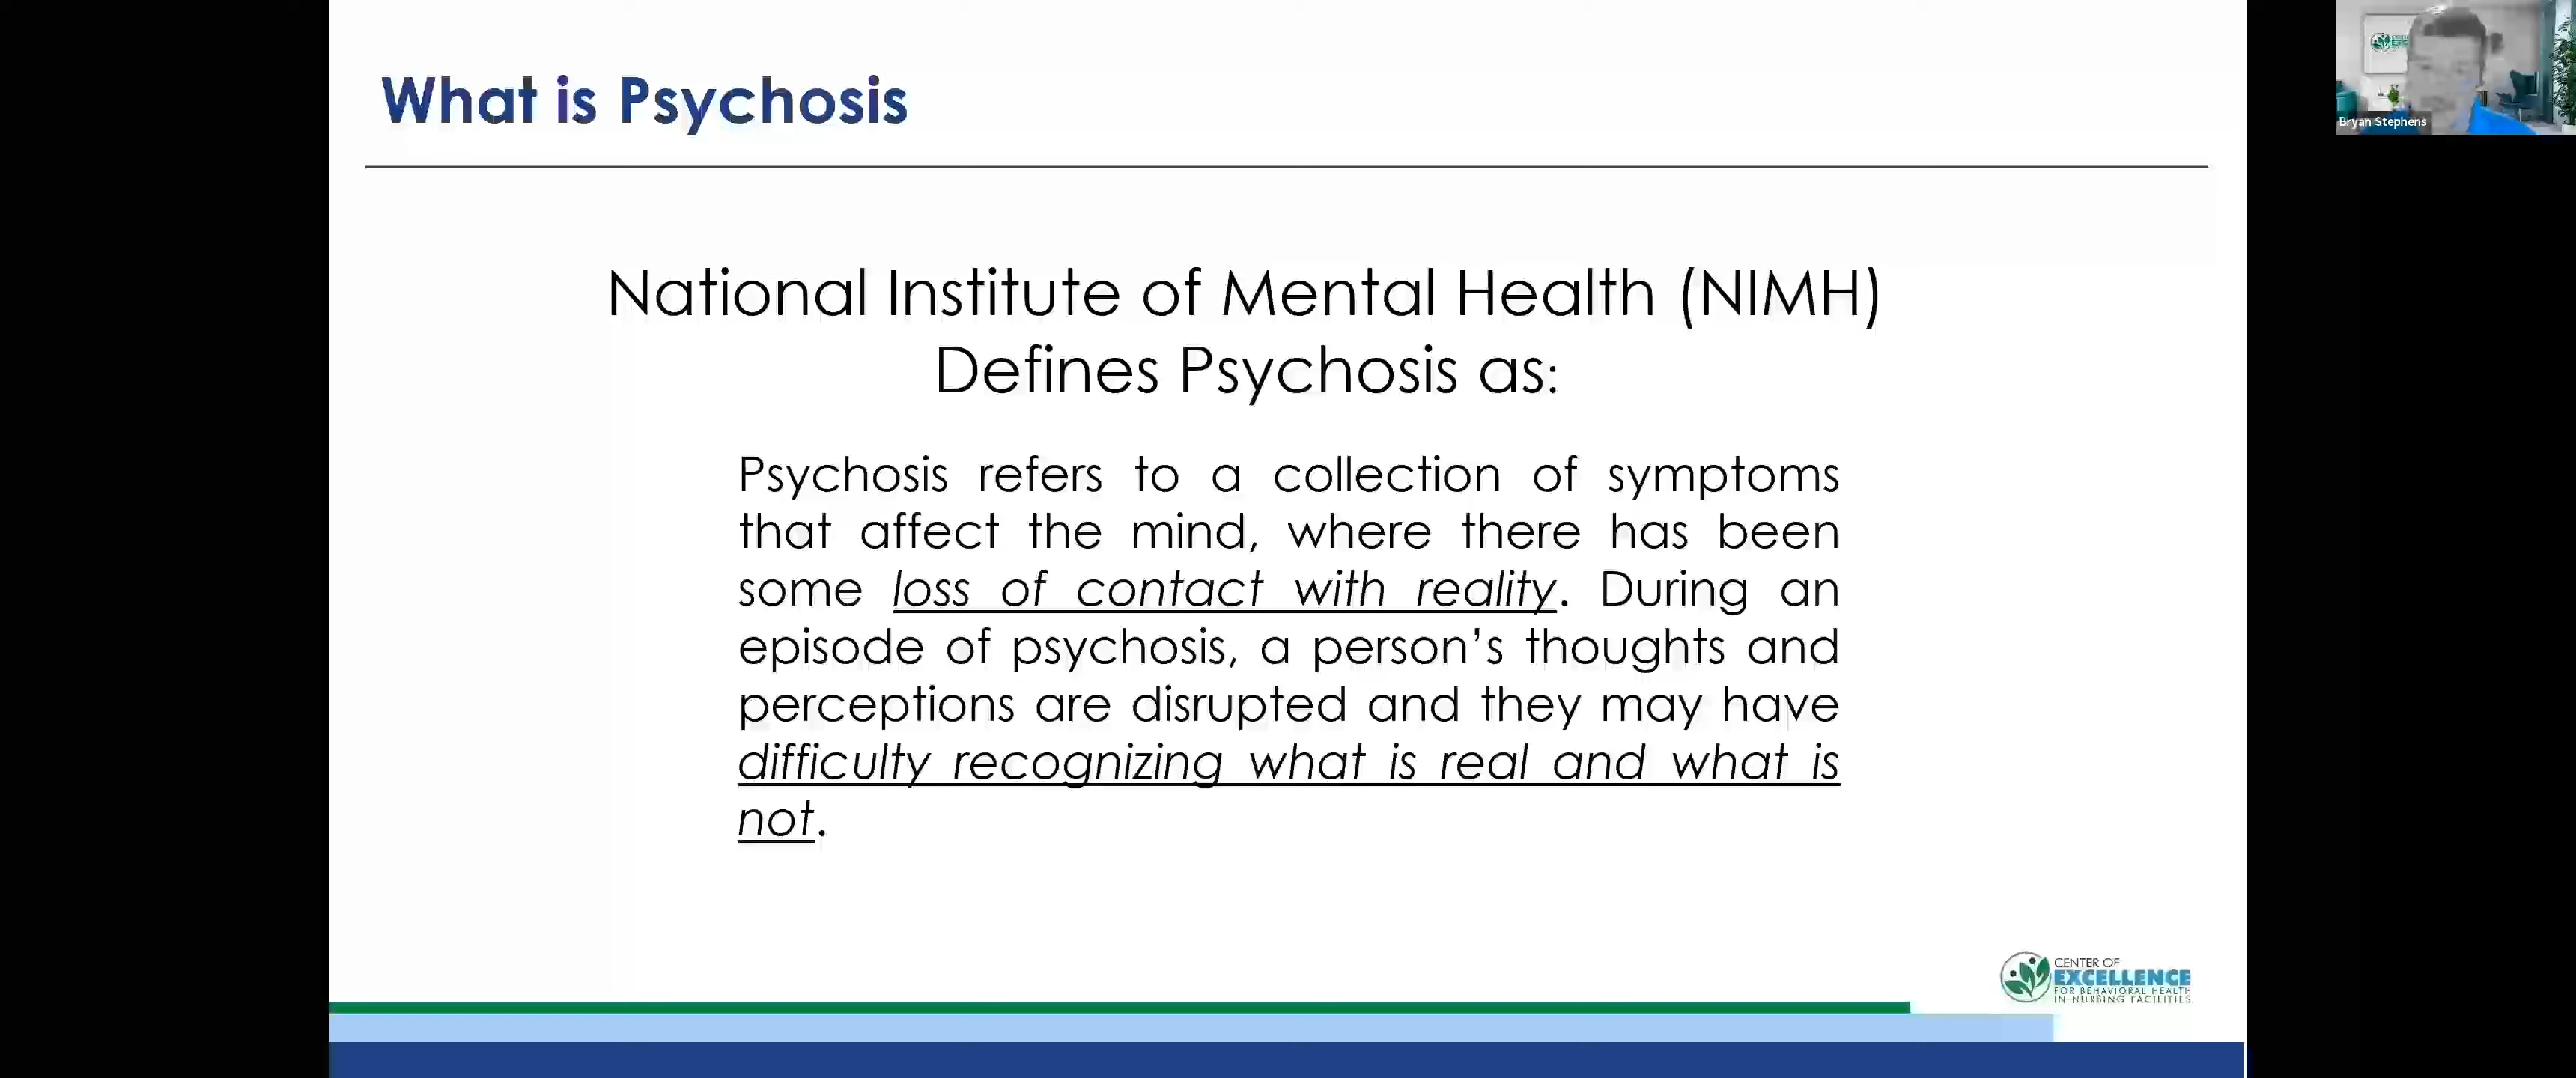 What is Psychosis
Bryan Stephens
National Institute of Mental Health (NIMH)
Defines Psychosis as:
Psychosis refers to a collection of symptoms
that affect the mind, where there has been
some loss of contact with reality. During an
episode of psychosis, a person’s thoughts and
perceptions are disrupted and they may have
difficulty recognizing what is real and what is
not.
CENTER OF
EXCELLENCE
FOR BEHAVIORAL HEALTH
IN NURSING FACILITIES